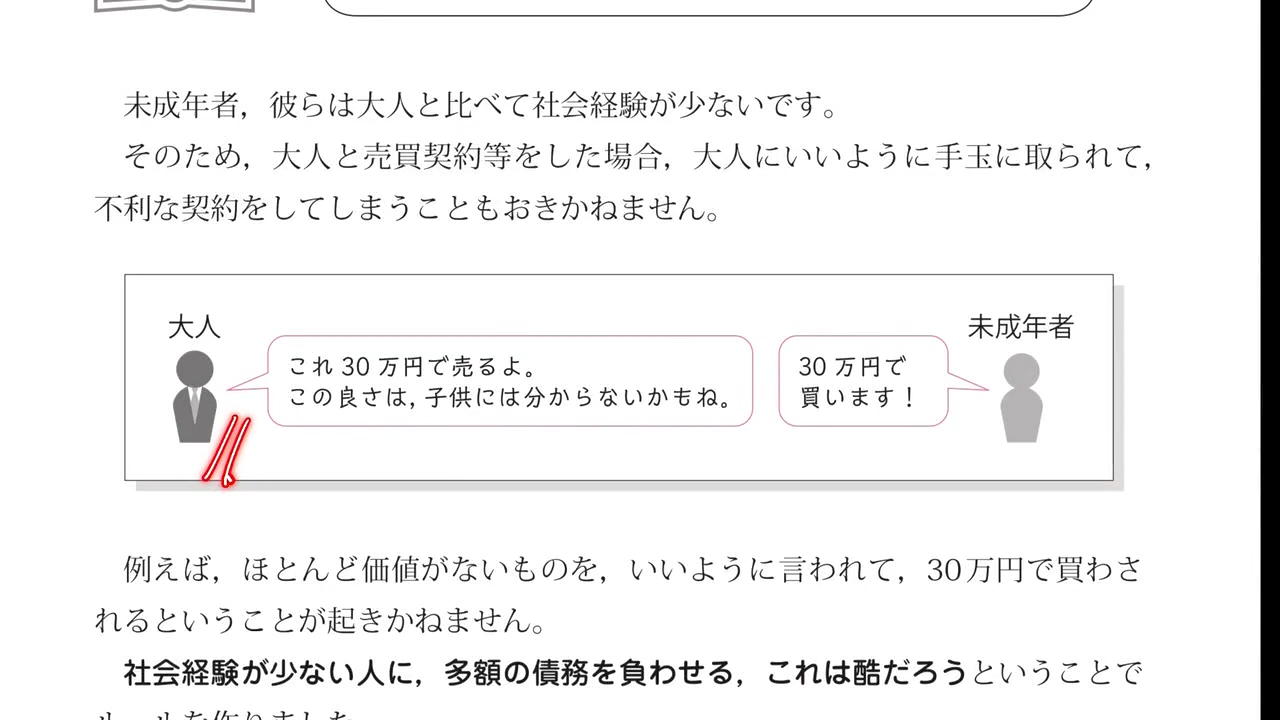 未成年者，彼らは大人と比べて社会経験が少ないです。
そのため，大人と売買契約等をした場合，大人にいいように手玉に取られて，
不利な契約をしてしまうこともおきかねません。
大人
未成年者
これ 30 万円で売るよ。
この良さは，子供には分からないかもね。
30 万円で
買います！
例えば，ほとんど価値がないものを，いいように言われて，30万円で買わさ
れるということが起きかねません。
社会経験が少ない人に，多額の債務を負わせる，これは酷だろうということで
ルールを作りました